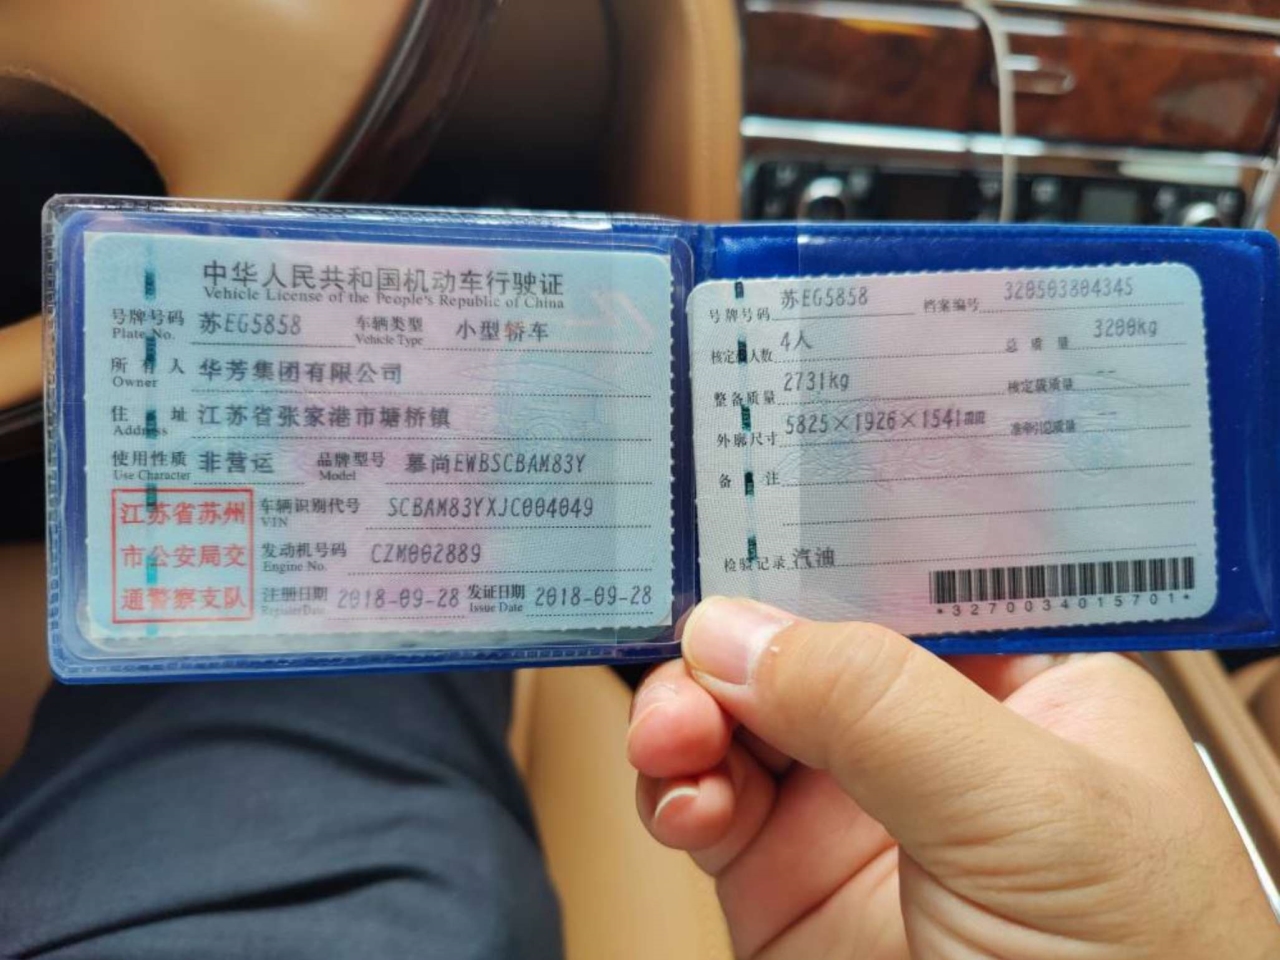 中华人民共和国机动车行驶证
Vehicle License of the People's Republic of China
号牌号码 苏EG5858 车辆类型 小型轿车
Plate No. Vehicle Type
所有人 华芳集团有限公司
Owner
住址 江苏省张家港市塘桥镇
Address
使用性质 非营运 品牌型号 慕尚EWBSCBAM83Y
Use Character Model
江苏省苏州
市公安局交
通警察支队
车辆识别代号 SCBAM83YXJC004049
VIN
发动机号码 CZM002889
Engine No.
注册日期 2018-09-28 发证日期 2018-09-28
Register Date Issue Date
号牌号码 苏EG5858 档案编号 320503804345
核定载人数 4人 总质量 3200kg
整备质量 2731kg 核定载质量 --
外廓尺寸 5825×1926×1541mm 准牵引总质量 --
备注
检验记录 汽油
*3270034015701*